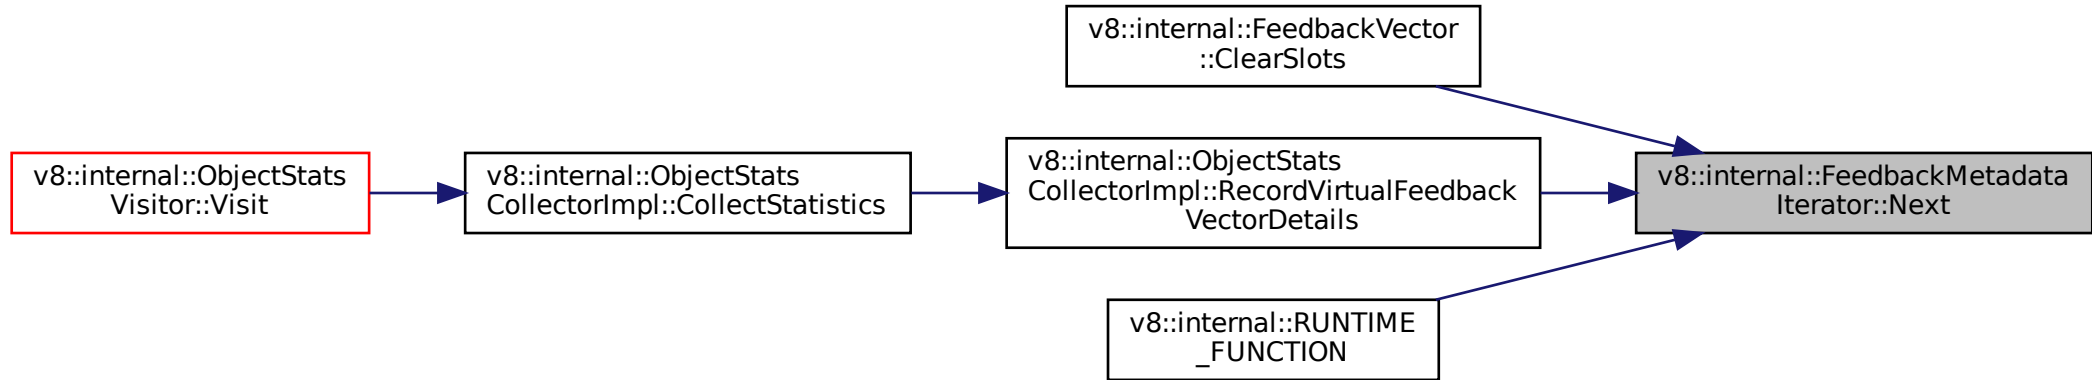 v8::internal::FeedbackVector
::ClearSlots
v8::internal::ObjectStats
Visitor::Visit
v8::internal::ObjectStats
CollectorImpl::CollectStatistics
v8::internal::ObjectStats
CollectorImpl::RecordVirtualFeedback
VectorDetails
v8::internal::FeedbackMetadata
Iterator::Next
v8::internal::RUNTIME
_FUNCTION